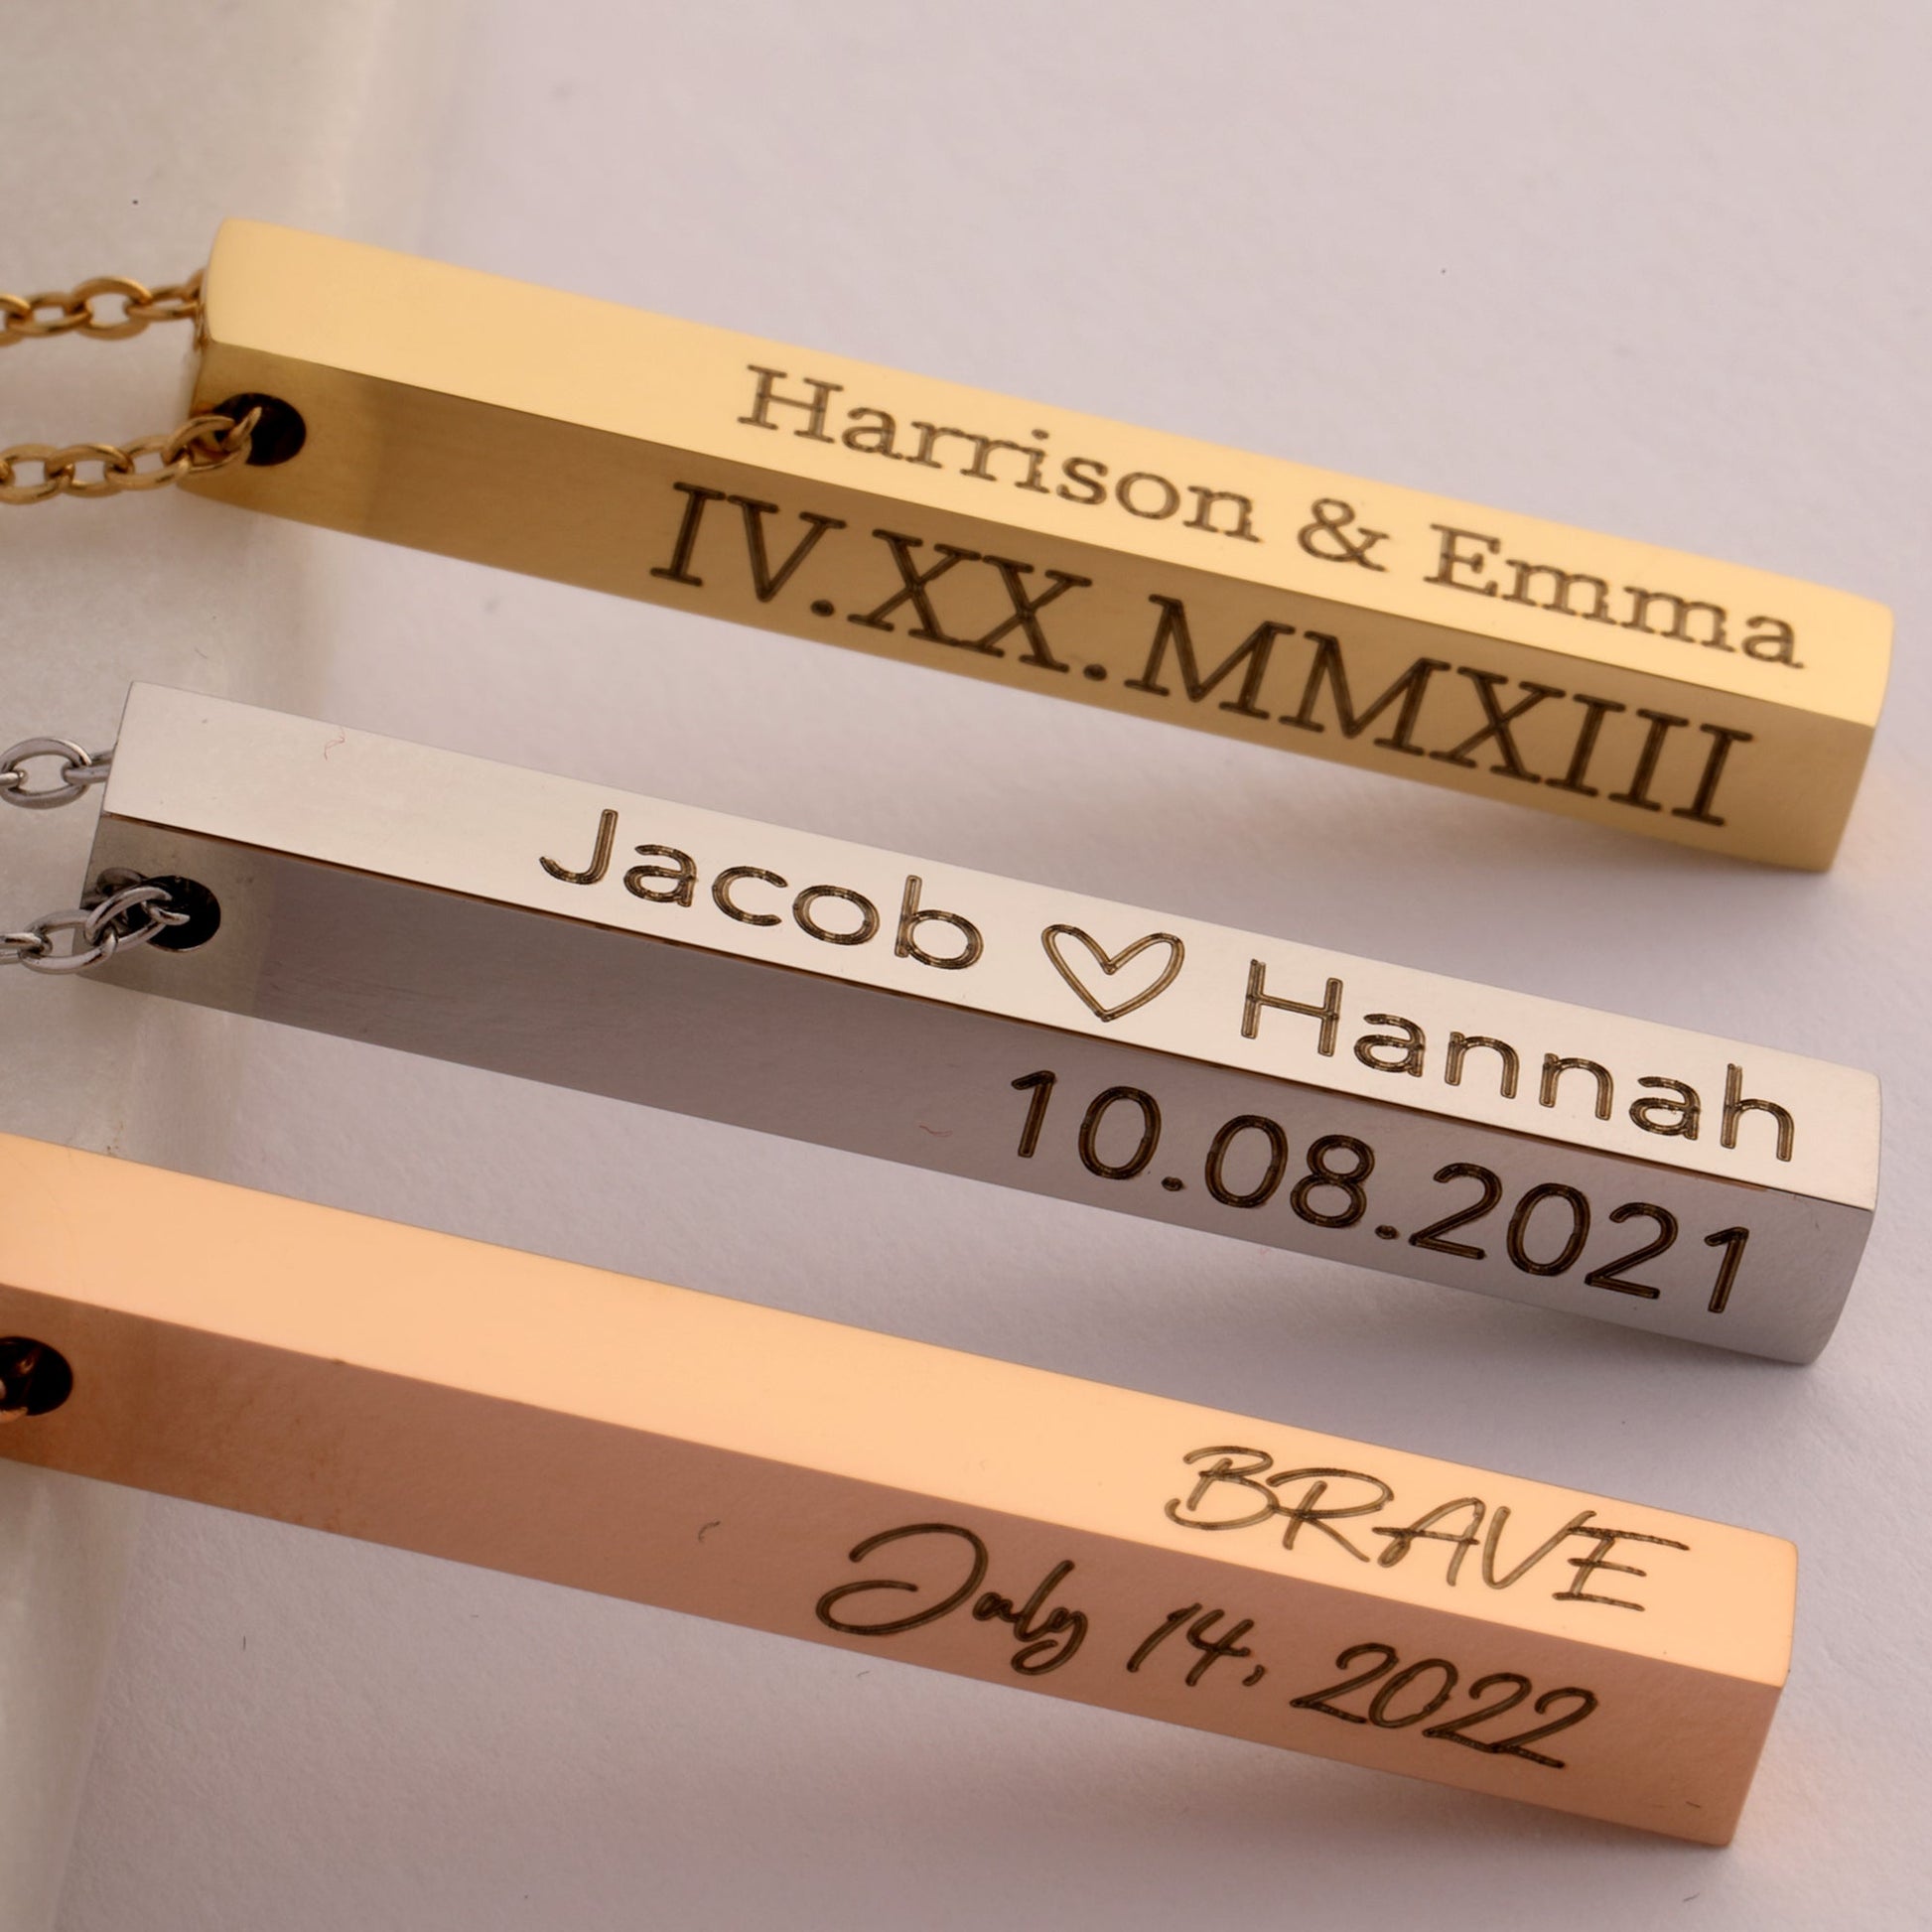 Harrison & Emma
IV.XX.MMXIII
Jacob ♡ Hannah
10.08.2021
BRAVE
July 14, 2022